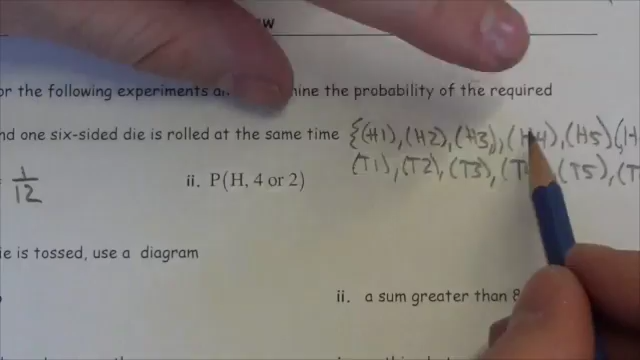 or the following experiments a mine the probability of the required
nd one six-sided die is rolled at the same time {(H1), (H2), (H3), (H4), (H5) (H
(T1), (T2), (T3), (T (T5), (T
= 1/12 ii. P(H, 4 or 2)
ie is tossed, use a diagram
ii. a sum greater than 8